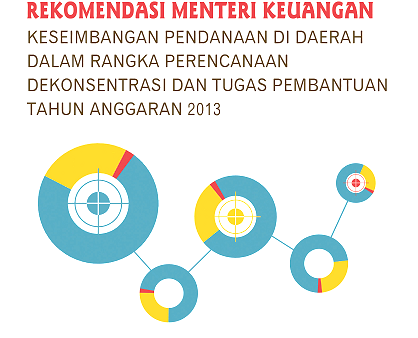 REKOMENDASI MENTERI KEUANGAN
KESEIMBANGAN PENDANAAN DI DAERAH
DALAM RANGKA PERENCANAAN
DEKONSENTRASI DAN TUGAS PEMBANTUAN
TAHUN ANGGARAN 2013